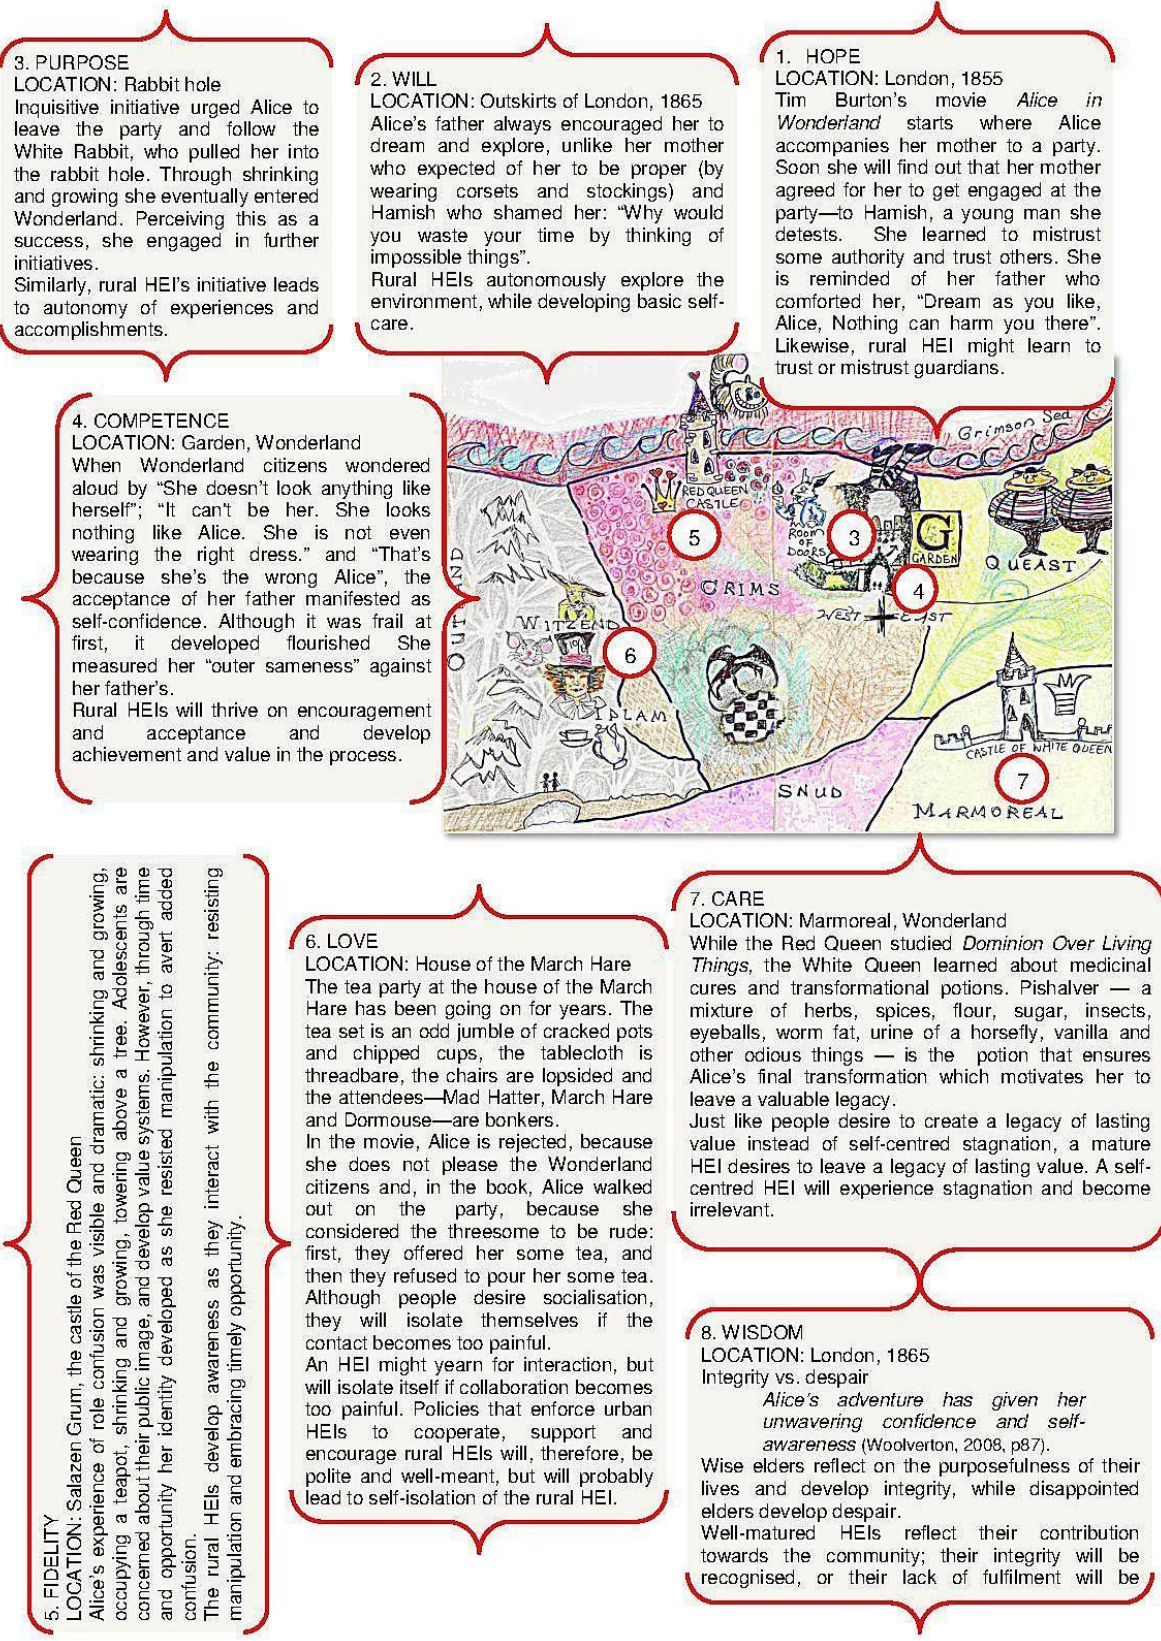 3. PURPOSE
LOCATION: Rabbit hole
Inquisitive initiative urged Alice to
leave the party and follow the
White Rabbit, who pulled her into
the rabbit hole. Through shrinking
and growing she eventually entered
Wonderland. Perceiving this as a
success, she engaged in further
initiatives.
Similarly, rural HEI's initiative leads
to autonomy of experiences and
accomplishments.
2. WILL
LOCATION: Outskirts of London, 1865
Alice's father always encouraged her to
dream and explore, unlike her mother
who expected of her to be proper (by
wearing corsets and stockings) and
Hamish who shamed her: “Why would
you waste your time by thinking of
impossible things”.
Rural HEIs autonomously explore the
environment, while developing basic self-
care.
1. HOPE
LOCATION: London, 1855
Tim Burton's movie Alice in
Wonderland starts where Alice
accompanies her mother to a party.
Soon she will find out that her mother
agreed for her to get engaged at the
party—to Hamish, a young man she
detests. She learned to mistrust
some authority and trust others. She
is reminded of her father who
comforted her, “Dream as you like,
Alice, Nothing can harm you there”.
Likewise, rural HEI might learn to
trust or mistrust guardians.
4. COMPETENCE
LOCATION: Garden, Wonderland
When Wonderland citizens wondered
aloud by “She doesn't look anything like
herself”; “It can't be her. She looks
nothing like Alice. She is not even
wearing the right dress.” and “That's
because she's the wrong Alice”, the
acceptance of her father manifested as
self-confidence. Although it was frail at
first, it developed flourished She
measured her “outer sameness” against
her father's.
Rural HEIs will thrive on encouragement
and acceptance and develop
achievement and value in the process.
Crimson Sea
RED QUEEN
CASTLE
5
ROOM
OF
DOORS
3
G
GARDEN
4
QUEAST
CRIMS
WEST EAST
WITZEND
6
IPLAM
SNUD
CASTLE OF WHITE QUEEN
7
MARMOREAL
5. FIDELITY
LOCATION: Salazen Grum, the castle of the Red Queen
Alice's experience of role confusion was visible and dramatic: shrinking and growing,
occupying a teapot, shrinking and growing, towering above a tree. Adolescents are
concerned about their public image, and develop value systems. However, through time
and opportunity her identity developed as she resisted manipulation to avert added
confusion.
The rural HEIs develop awareness as they interact with the community: resisting
manipulation and embracing timely opportunity.
6. LOVE
LOCATION: House of the March Hare
The tea party at the house of the March
Hare has been going on for years. The
tea set is an odd jumble of cracked pots
and chipped cups, the tablecloth is
threadbare, the chairs are lopsided and
the attendees—Mad Hatter, March Hare
and Dormouse—are bonkers.
In the movie, Alice is rejected, because
she does not please the Wonderland
citizens and, in the book, Alice walked
out on the party, because she
considered the threesome to be rude:
first, they offered her some tea, and
then they refused to pour her some tea.
Although people desire socialisation,
they will isolate themselves if the
contact becomes too painful.
An HEI might yearn for interaction, but
will isolate itself if collaboration becomes
too painful. Policies that enforce urban
HEIs to cooperate, support and
encourage rural HEIs will, therefore, be
polite and well-meant, but will probably
lead to self-isolation of the rural HEI.
7. CARE
LOCATION: Marmoreal, Wonderland
While the Red Queen studied Dominion Over Living
Things, the White Queen learned about medicinal
cures and transformational potions. Pishalver — a
mixture of herbs, spices, flour, sugar, insects,
eyeballs, worm fat, urine of a horsefly, vanilla and
other odious things — is the potion that ensures
Alice's final transformation which motivates her to
leave a valuable legacy.
Just like people desire to create a legacy of lasting
value instead of self-centred stagnation, a mature
HEI desires to leave a legacy of lasting value. A self-
centred HEI will experience stagnation and become
irrelevant.
8. WISDOM
LOCATION: London, 1865
Integrity vs. despair
Alice's adventure has given her
unwavering confidence and self-
awareness (Woolverton, 2008, p87).
Wise elders reflect on the purposefulness of their
lives and develop integrity, while disappointed
elders develop despair.
Well-matured HEIs reflect their contribution
towards the community; their integrity will be
recognised, or their lack of fulfilment will be